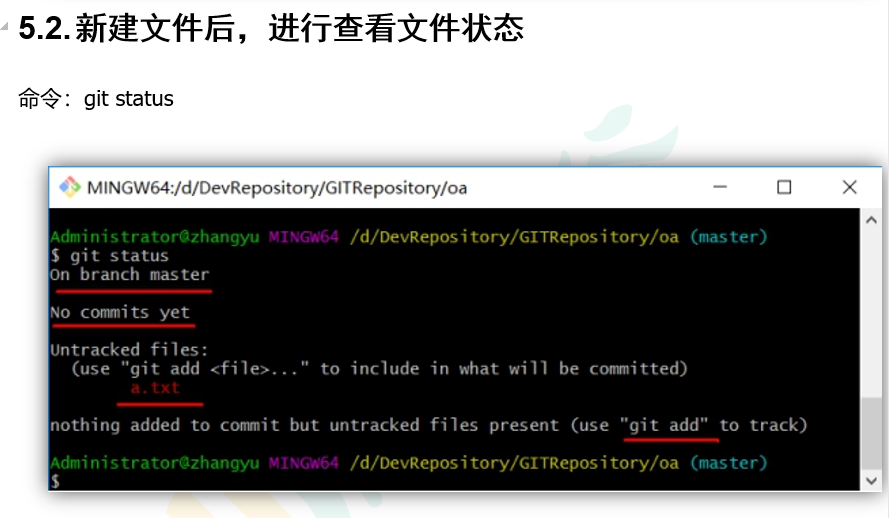 5.2.新建文件后，进行查看文件状态
命令：git status
MINGW64:/d/DevRepository/GITRepository/oa
Administrator@zhangyu MINGW64 /d/DevRepository/GITRepository/oa (master)
$ git status
On branch master
No commits yet
Untracked files:
(use "git add <file>..." to include in what will be committed)
a.txt
nothing added to commit but untracked files present (use "git add" to track)
Administrator@zhangyu MINGW64 /d/DevRepository/GITRepository/oa (master)
$